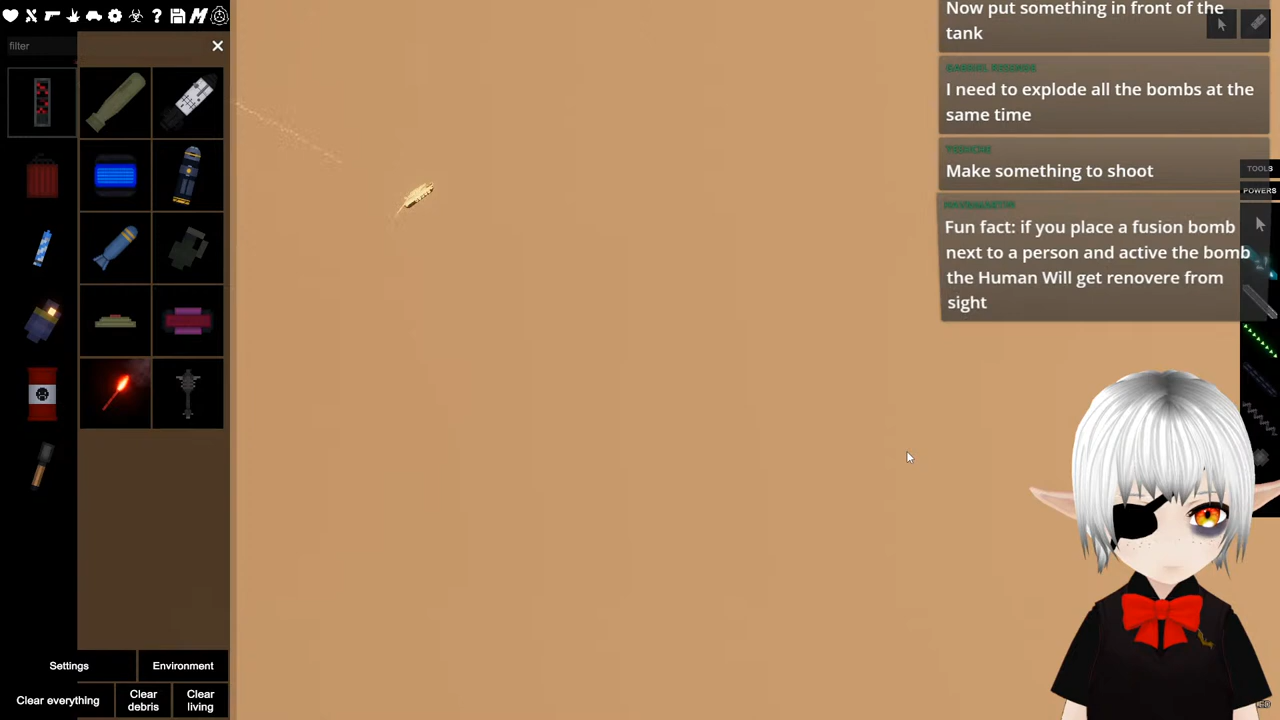 filter
Settings
Environment
Clear everything
Clear
debris
Clear
living
Now put something in front of the
tank
I need to explode all the bombs at the
same time
Make something to shoot
Fun fact: if you place a fusion bomb
next to a person and active the bomb
the Human Will get renovere from
sight
TOOLS
POWERS